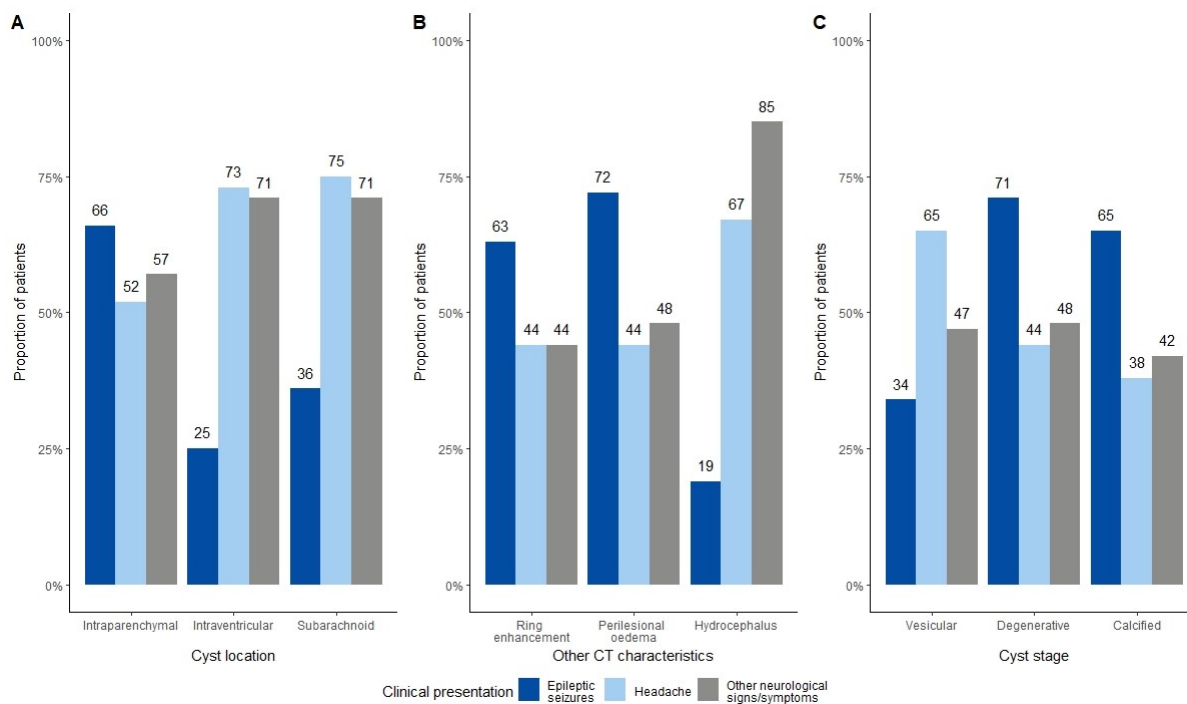 A
100%
75%
50%
25%
0%
Proportion of patients
66
52
57
25
73
71
36
75
71
Intraparenchymal
Intraventricular
Subarachnoid
Cyst location
B
100%
75%
50%
25%
0%
Proportion of patients
63
44
44
72
44
48
19
67
85
Ring
enhancement
Perilesional
oedema
Hydrocephalus
Other CT characteristics
C
100%
75%
50%
25%
0%
Proportion of patients
34
65
47
71
44
48
65
38
42
Vesicular
Degenerative
Calcified
Cyst stage
Clinical presentation
Epileptic
seizures
Headache
Other neurological
signs/symptoms